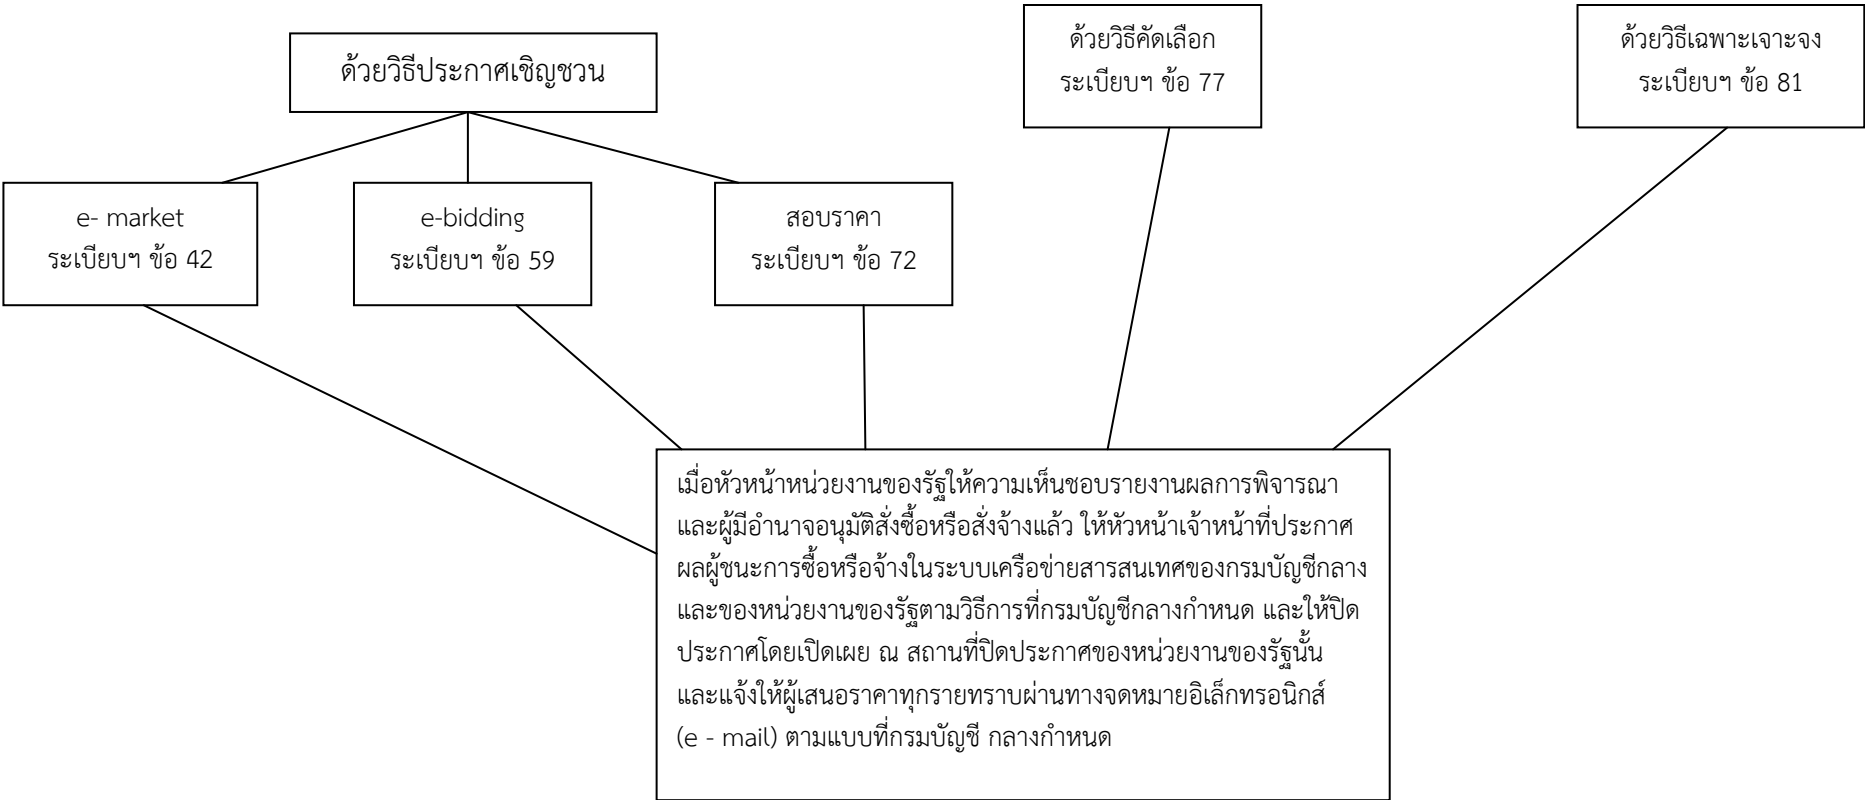 ด้วยวิธีประกาศเชิญชวน
ด้วยวิธีคัดเลือก
ระเบียบฯ ข้อ 77
ด้วยวิธีเฉพาะเจาะจง
ระเบียบฯ ข้อ 81
e- market
ระเบียบฯ ข้อ 42
e-bidding
ระเบียบฯ ข้อ 59
สอบราคา
ระเบียบฯ ข้อ 72
เมื่อหัวหน้าหน่วยงานของรัฐให้ความเห็นชอบรายงานผลการพิจารณา
และผู้มีอำนาจอนุมัติสั่งซื้อหรือสั่งจ้างแล้ว ให้หัวหน้าเจ้าหน้าที่ประกาศ
ผลผู้ชนะการซื้อหรือจ้างในระบบเครือข่ายสารสนเทศของกรมบัญชีกลาง
และของหน่วยงานของรัฐตามวิธีการที่กรมบัญชีกลางกำหนด และให้ปิด
ประกาศโดยเปิดเผย ณ สถานที่ปิดประกาศของหน่วยงานของรัฐนั้น
และแจ้งให้ผู้เสนอราคาทุกรายทราบผ่านทางจดหมายอิเล็กทรอนิกส์
(e - mail) ตามแบบที่กรมบัญชี กลางกำหนด